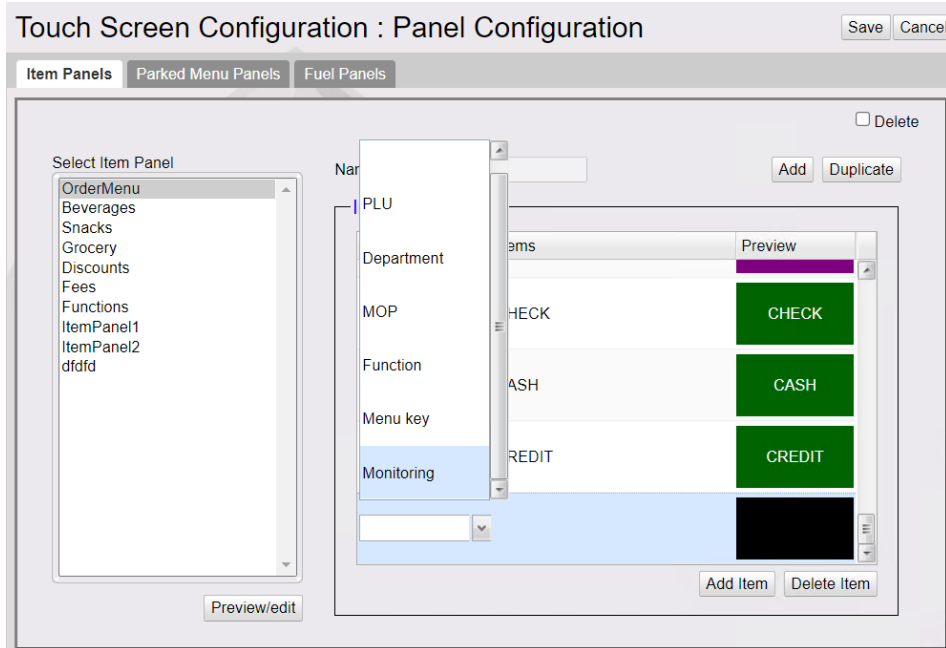 Touch Screen Configuration : Panel Configuration
Save Cancel
Item Panels Parked Menu Panels Fuel Panels
Delete
Select Item Panel
Nar
Add Duplicate
OrderMenu
Beverages
Snacks
Grocery
Discounts
Fees
Functions
ItemPanel1
ItemPanel2
dfdfd
PLU
Department
MOP
Function
Menu key
Monitoring
ems Preview
HECK CHECK
ASH CASH
REDIT CREDIT
Add Item Delete Item
Preview/edit